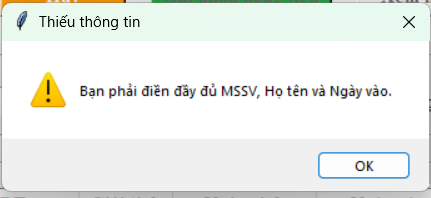 Thiếu thông tin
Bạn phải điền đầy đủ MSSV, Họ tên và Ngày vào.
OK